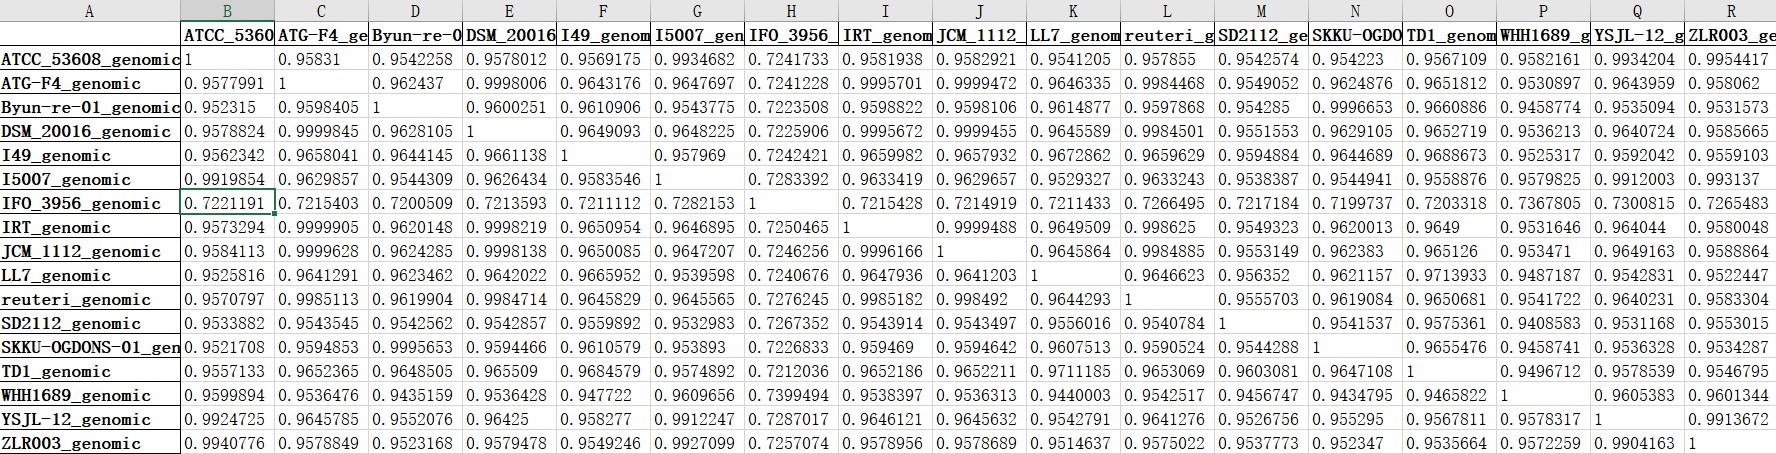 A B C D E F G H I J K L M N O P Q R
ATCC_5360 ATG-F4_ge Byun-re-0 DSM_20016 I49_genom I5007_gen IFO_3956_ IRT_genom JCM_1112_ LL7_genom reuteri_g SD2112_ge SKKU-OGDO TD1_genom WHH1689_g YSJL-12_g ZLR003_ge
ATCC_53608_genomic 1 0.95831 0.9542258 0.9578012 0.9569175 0.9934682 0.7241733 0.9581938 0.9582921 0.9541205 0.957855 0.9542574 0.954223 0.9567109 0.9582161 0.9934204 0.9954417
ATG-F4_genomic 0.9577991 1 0.962437 0.9998006 0.9643176 0.9647697 0.7241228 0.9995701 0.9999472 0.9646335 0.9984468 0.9549052 0.9624876 0.9651812 0.9530897 0.9643959 0.958062
Byun-re-01_genomic 0.952315 0.9598405 1 0.9600251 0.9610906 0.9543775 0.7223508 0.9598822 0.9598106 0.9614877 0.9597868 0.954285 0.9996653 0.9660886 0.9458774 0.9535094 0.9531573
DSM_20016_genomic 0.9578824 0.9999845 0.9628105 1 0.9649093 0.9648225 0.7225906 0.9995672 0.9999455 0.9645589 0.9984501 0.9551553 0.9629105 0.9652719 0.9536213 0.9640724 0.9585665
I49_genomic 0.9562342 0.9658041 0.9644145 0.9661138 1 0.957969 0.7242421 0.9659982 0.9657932 0.9672862 0.9659629 0.9594884 0.9644689 0.9688673 0.9525317 0.9592042 0.9559103
I5007_genomic 0.9919854 0.9629857 0.9544309 0.9626434 0.9583546 1 0.7283392 0.9633419 0.9629657 0.9529327 0.9633243 0.9538387 0.9544941 0.9558876 0.9579825 0.9912003 0.993137
IFO_3956_genomic 0.7221191 0.7215403 0.7200509 0.7213593 0.7211112 0.7282153 1 0.7215428 0.7214919 0.7211433 0.7266495 0.7217184 0.7199737 0.7203318 0.7367805 0.7300815 0.7265483
IRT_genomic 0.9573294 0.9999905 0.9620148 0.9998219 0.9650954 0.9646895 0.7250465 1 0.9999488 0.9649509 0.998625 0.9549323 0.9620013 0.9649 0.9531646 0.964044 0.9580048
JCM_1112_genomic 0.9584113 0.9999628 0.9624285 0.9998138 0.9650085 0.9647207 0.7246256 0.9996166 1 0.9645864 0.9984885 0.9553149 0.962383 0.965126 0.953471 0.9649163 0.9588864
LL7_genomic 0.9525816 0.9641291 0.9623462 0.9642022 0.9665952 0.9539598 0.7240676 0.9647936 0.9641203 1 0.9646623 0.956352 0.9621157 0.9713933 0.9487187 0.9542831 0.9522447
reuteri_genomic 0.9570797 0.9985113 0.9619904 0.9984714 0.9645829 0.9645565 0.7276245 0.9985182 0.998492 0.9644293 1 0.9555703 0.9619084 0.9650681 0.9541722 0.9640231 0.9583304
SD2112_genomic 0.9533882 0.9543545 0.9542562 0.9542857 0.9559892 0.9532983 0.7267352 0.9543914 0.9543497 0.9556016 0.9540784 1 0.9541537 0.9575361 0.9408583 0.9531168 0.9553015
SKKU-OGDONS-01_gen 0.9521708 0.9594853 0.9995653 0.9594466 0.9610579 0.953893 0.7226833 0.959469 0.9594642 0.9607513 0.9590524 0.9544288 1 0.9655476 0.9458741 0.9536328 0.9534287
TD1_genomic 0.9557133 0.9652365 0.9648505 0.965509 0.9684579 0.9574892 0.7212036 0.9652186 0.9652211 0.9711185 0.9653069 0.9603081 0.9647108 1 0.9496712 0.9578539 0.9546795
WHH1689_genomic 0.9599894 0.9536476 0.9435159 0.9536428 0.947722 0.9609656 0.7399494 0.9538397 0.9536313 0.9440003 0.9542517 0.9456747 0.9434795 0.9465822 1 0.9605383 0.9601344
YSJL-12_genomic 0.9924725 0.9645785 0.9552076 0.96425 0.958277 0.9912247 0.7287017 0.9646121 0.9645632 0.9542791 0.9641276 0.9526756 0.955295 0.9567811 0.9578317 1 0.9913672
ZLR003_genomic 0.9940776 0.9578849 0.9523168 0.9579478 0.9549246 0.9927099 0.7257074 0.9578956 0.9578689 0.9514637 0.9575022 0.9537773 0.952347 0.9535664 0.9572259 0.9904163 1